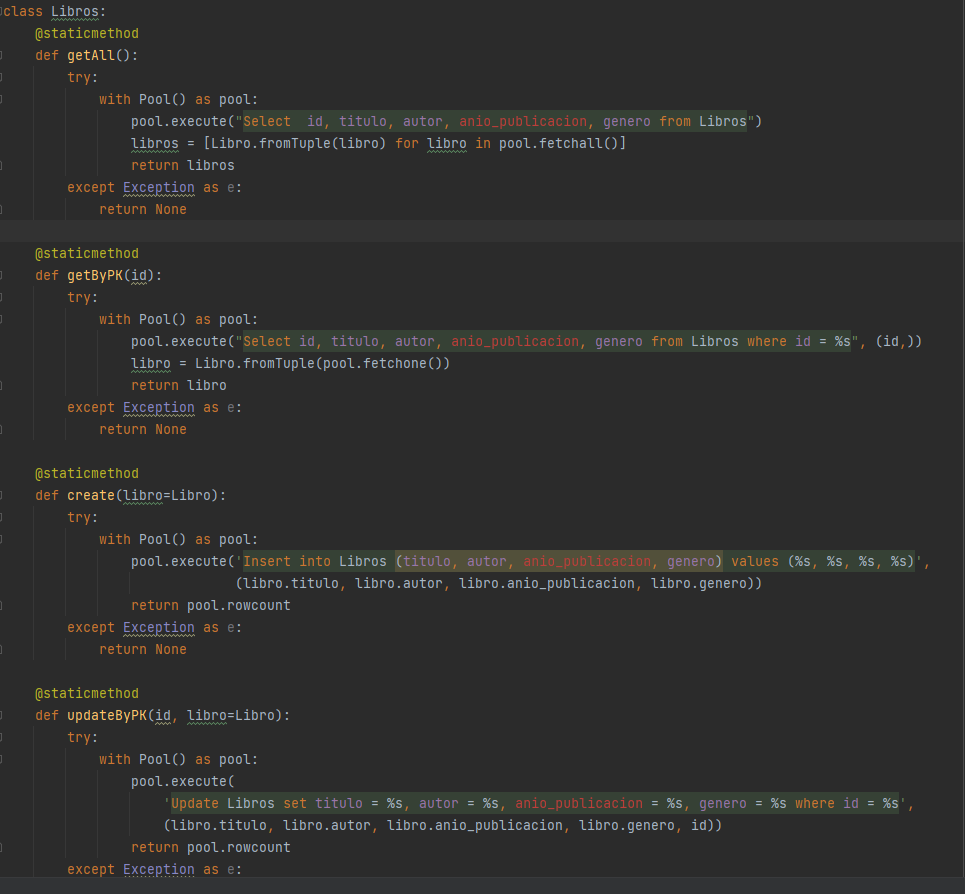 class Libros:
    @staticmethod
    def getAll():
        try:
            with Pool() as pool:
                pool.execute("Select  id, titulo, autor, anio_publicacion, genero from Libros")
                libros = [Libro.fromTuple(libro) for libro in pool.fetchall()]
                return libros
        except Exception as e:
            return None

    @staticmethod
    def getByPK(id):
        try:
            with Pool() as pool:
                pool.execute("Select id, titulo, autor, anio_publicacion, genero from Libros where id = %s", (id,))
                libro = Libro.fromTuple(pool.fetchone())
                return libro
        except Exception as e:
            return None

    @staticmethod
    def create(libro=Libro):
        try:
            with Pool() as pool:
                pool.execute('Insert into Libros (titulo, autor, anio_publicacion, genero) values (%s, %s, %s, %s)',
                             (libro.titulo, libro.autor, libro.anio_publicacion, libro.genero))
                return pool.rowcount
        except Exception as e:
            return None

    @staticmethod
    def updateByPK(id, libro=Libro):
        try:
            with Pool() as pool:
                pool.execute(
                    'Update Libros set titulo = %s, autor = %s, anio_publicacion = %s, genero = %s where id = %s',
                    (libro.titulo, libro.autor, libro.anio_publicacion, libro.genero, id))
                return pool.rowcount
        except Exception as e: